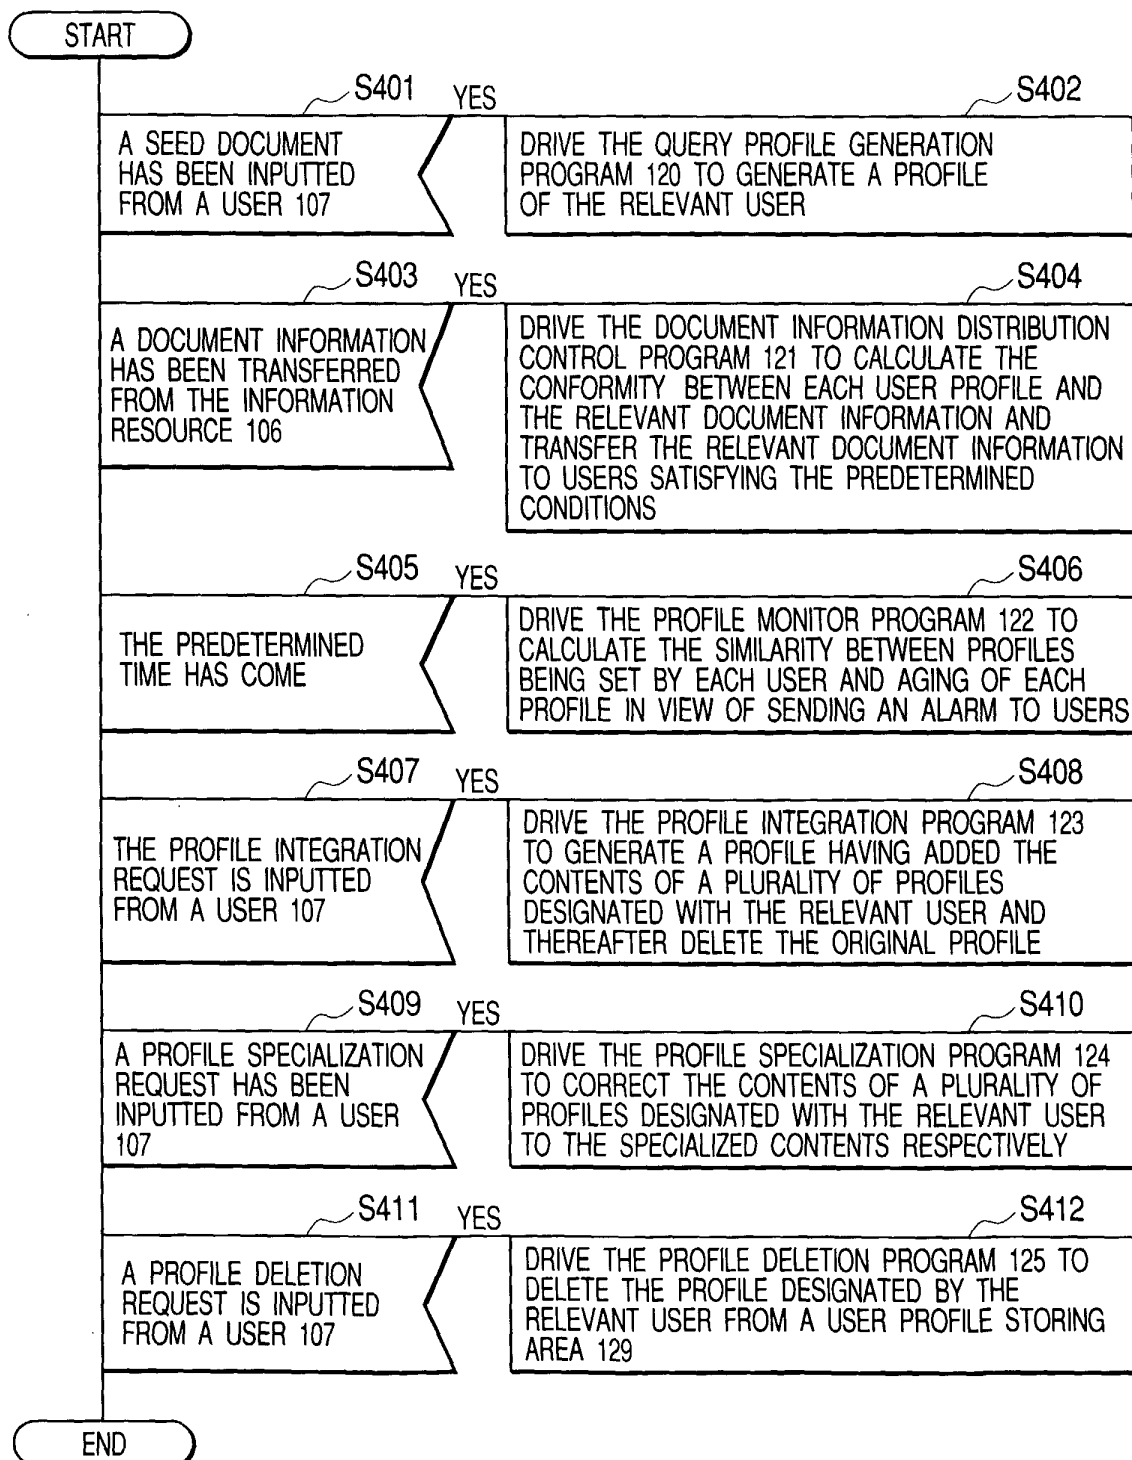 START
S401
YES
S402
A SEED DOCUMENT
HAS BEEN INPUTTED
FROM A USER 107
DRIVE THE QUERY PROFILE GENERATION
PROGRAM 120 TO GENERATE A PROFILE
OF THE RELEVANT USER
S403
YES
S404
A DOCUMENT INFORMATION
HAS BEEN TRANSFERRED
FROM THE INFORMATION
RESOURCE 106
DRIVE THE DOCUMENT INFORMATION DISTRIBUTION
CONTROL PROGRAM 121 TO CALCULATE THE
CONFORMITY BETWEEN EACH USER PROFILE AND
THE RELEVANT DOCUMENT INFORMATION AND
TRANSFER THE RELEVANT DOCUMENT INFORMATION
TO USERS SATISFYING THE PREDETERMINED
CONDITIONS
S405
YES
S406
THE PREDETERMINED
TIME HAS COME
DRIVE THE PROFILE MONITOR PROGRAM 122 TO
CALCULATE THE SIMILARITY BETWEEN PROFILES
BEING SET BY EACH USER AND AGING OF EACH
PROFILE IN VIEW OF SENDING AN ALARM TO USERS
S407
YES
S408
THE PROFILE INTEGRATION
REQUEST IS INPUTTED
FROM A USER 107
DRIVE THE PROFILE INTEGRATION PROGRAM 123
TO GENERATE A PROFILE HAVING ADDED THE
CONTENTS OF A PLURALITY OF PROFILES
DESIGNATED WITH THE RELEVANT USER AND
THEREAFTER DELETE THE ORIGINAL PROFILE
S409
YES
S410
A PROFILE SPECIALIZATION
REQUEST HAS BEEN
INPUTTED FROM A USER
107
DRIVE THE PROFILE SPECIALIZATION PROGRAM 124
TO CORRECT THE CONTENTS OF A PLURALITY OF
PROFILES DESIGNATED WITH THE RELEVANT USER
TO THE SPECIALIZED CONTENTS RESPECTIVELY
S411
YES
S412
A PROFILE DELETION
REQUEST IS INPUTTED
FROM A USER 107
DRIVE THE PROFILE DELETION PROGRAM 125 TO
DELETE THE PROFILE DESIGNATED BY THE
RELEVANT USER FROM A USER PROFILE STORING
AREA 129
END